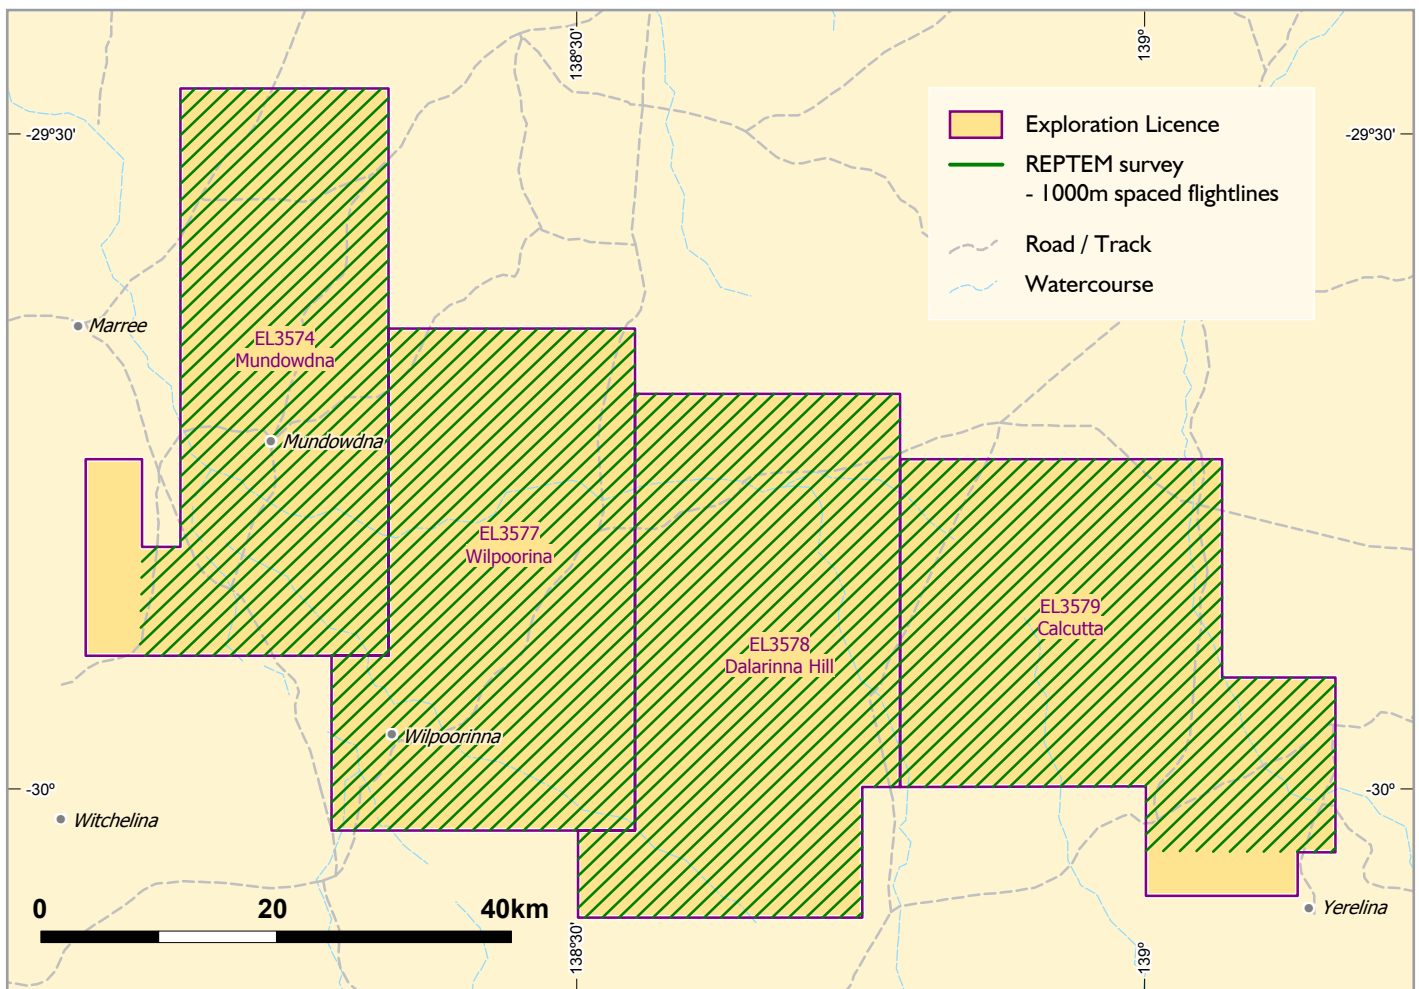 138°30'
139°
-29°30'
-29°30'
Exploration Licence
REPTEM survey
- 1000m spaced flightlines
Road / Track
Watercourse
Marree
EL3574
Mundowdna
Mundowdna
EL3577
Wilpoorina
EL3579
Calcutta
EL3578
Dalarinna Hill
Wilpoorinna
-30°
-30°
Witchelina
0 20 40km
Yerelina
138°30'
139°